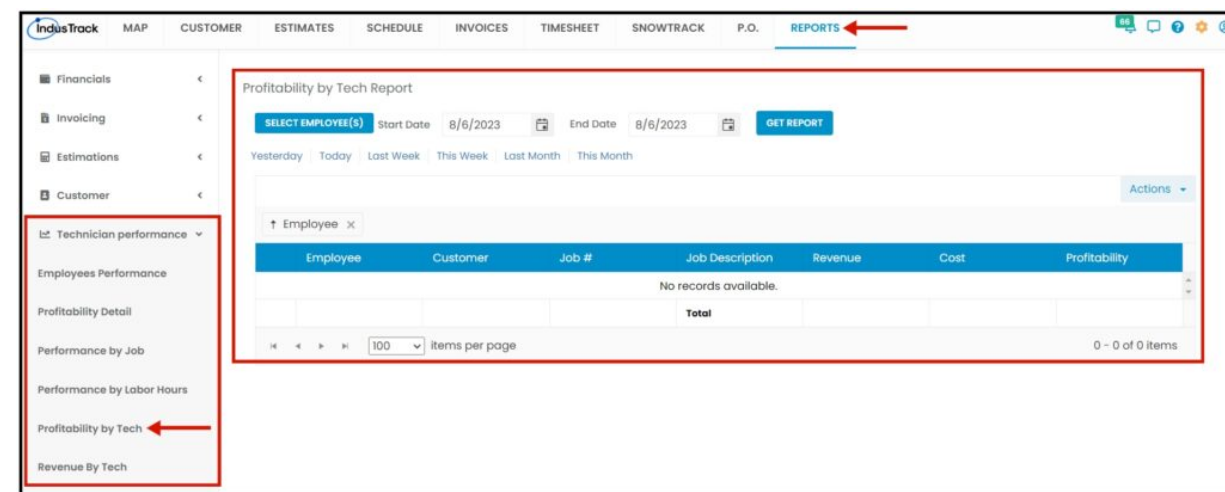 IndusTrack MAP CUSTOMER ESTIMATES SCHEDULE INVOICES TIMESHEET SNOWTRACK P.O. REPORTS 66
Financials
Invoicing
Estimations
Customer
Technician performance
Employees Performance
Profitability Detail
Performance by Job
Performance by Labor Hours
Profitability by Tech
Revenue By Tech
Profitability by Tech Report
SELECT EMPLOYEE(S) Start Date 8/6/2023 End Date 8/6/2023 GET REPORT
Yesterday Today Last Week This Week Last Month This Month
Actions
↑ Employee ×
Employee Customer Job # Job Description Revenue Cost Profitability
No records available.
Total
100 items per page 0 - 0 of 0 items